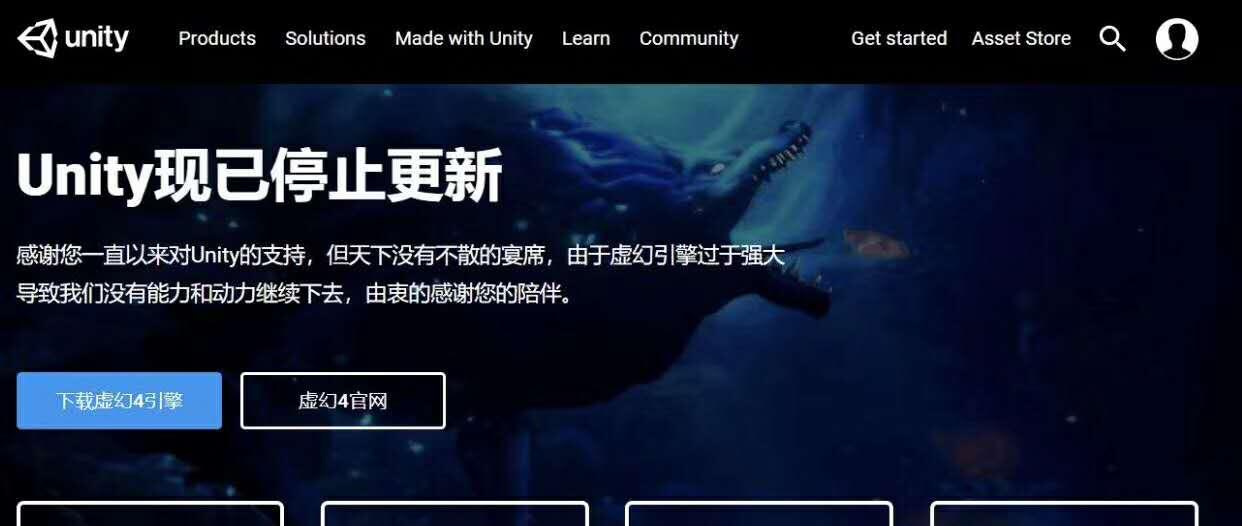 unity Products Solutions Made with Unity Learn Community Get started Asset Store
Unity现已停止更新
感谢您一直以来对Unity的支持，但天下没有不散的宴席，由于虚幻引擎过于强大
导致我们没有能力和动力继续下去，由衷的感谢您的陪伴。
下载虚幻4引擎 虚幻4官网